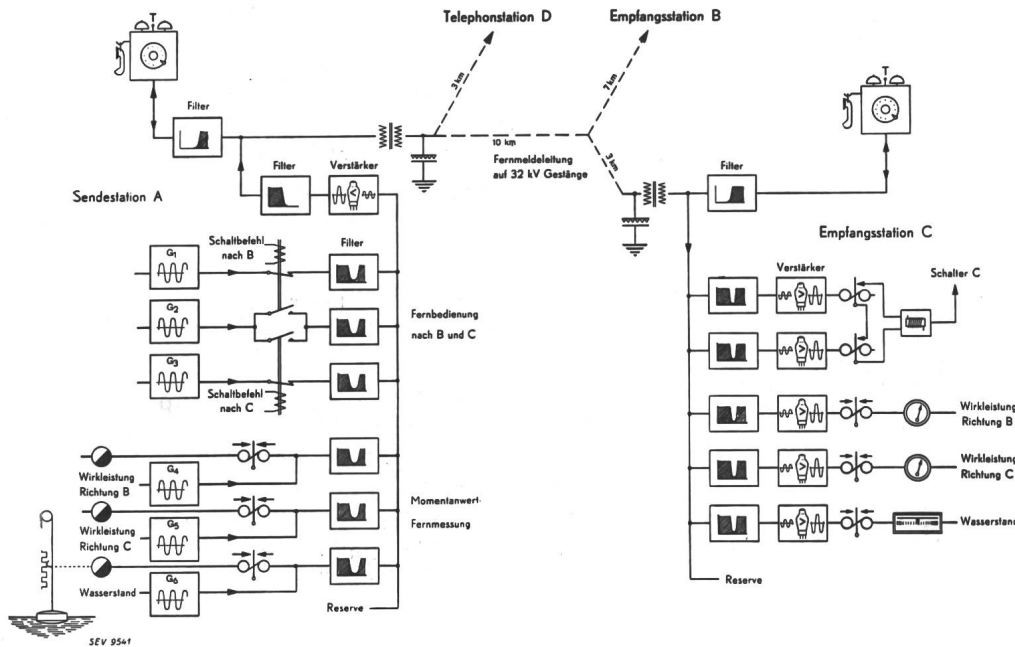 Telephonstation D
Empfangsstation B
T
T
3 km
7 km
Filter
10 km
Fernmeldeleitung
auf 32 kV Gestänge
3 km
Filter
Sendestation A
Filter
Verstärker
Empfangsstation C
Schaltbefehl
nach B
Filter
Verstärker
Schalter C
G1
G2
Fernbedienung
nach B und C
G3
Schaltbefehl
nach C
Wirkleistung
Richtung B
Wirkleistung
Richtung B
G4
Wirkleistung
Richtung C
Momentanwert-
Fernmessung
Wirkleistung
Richtung C
G5
Wasserstand
Wasserstand
G6
Reserve
Reserve
SEV 9541